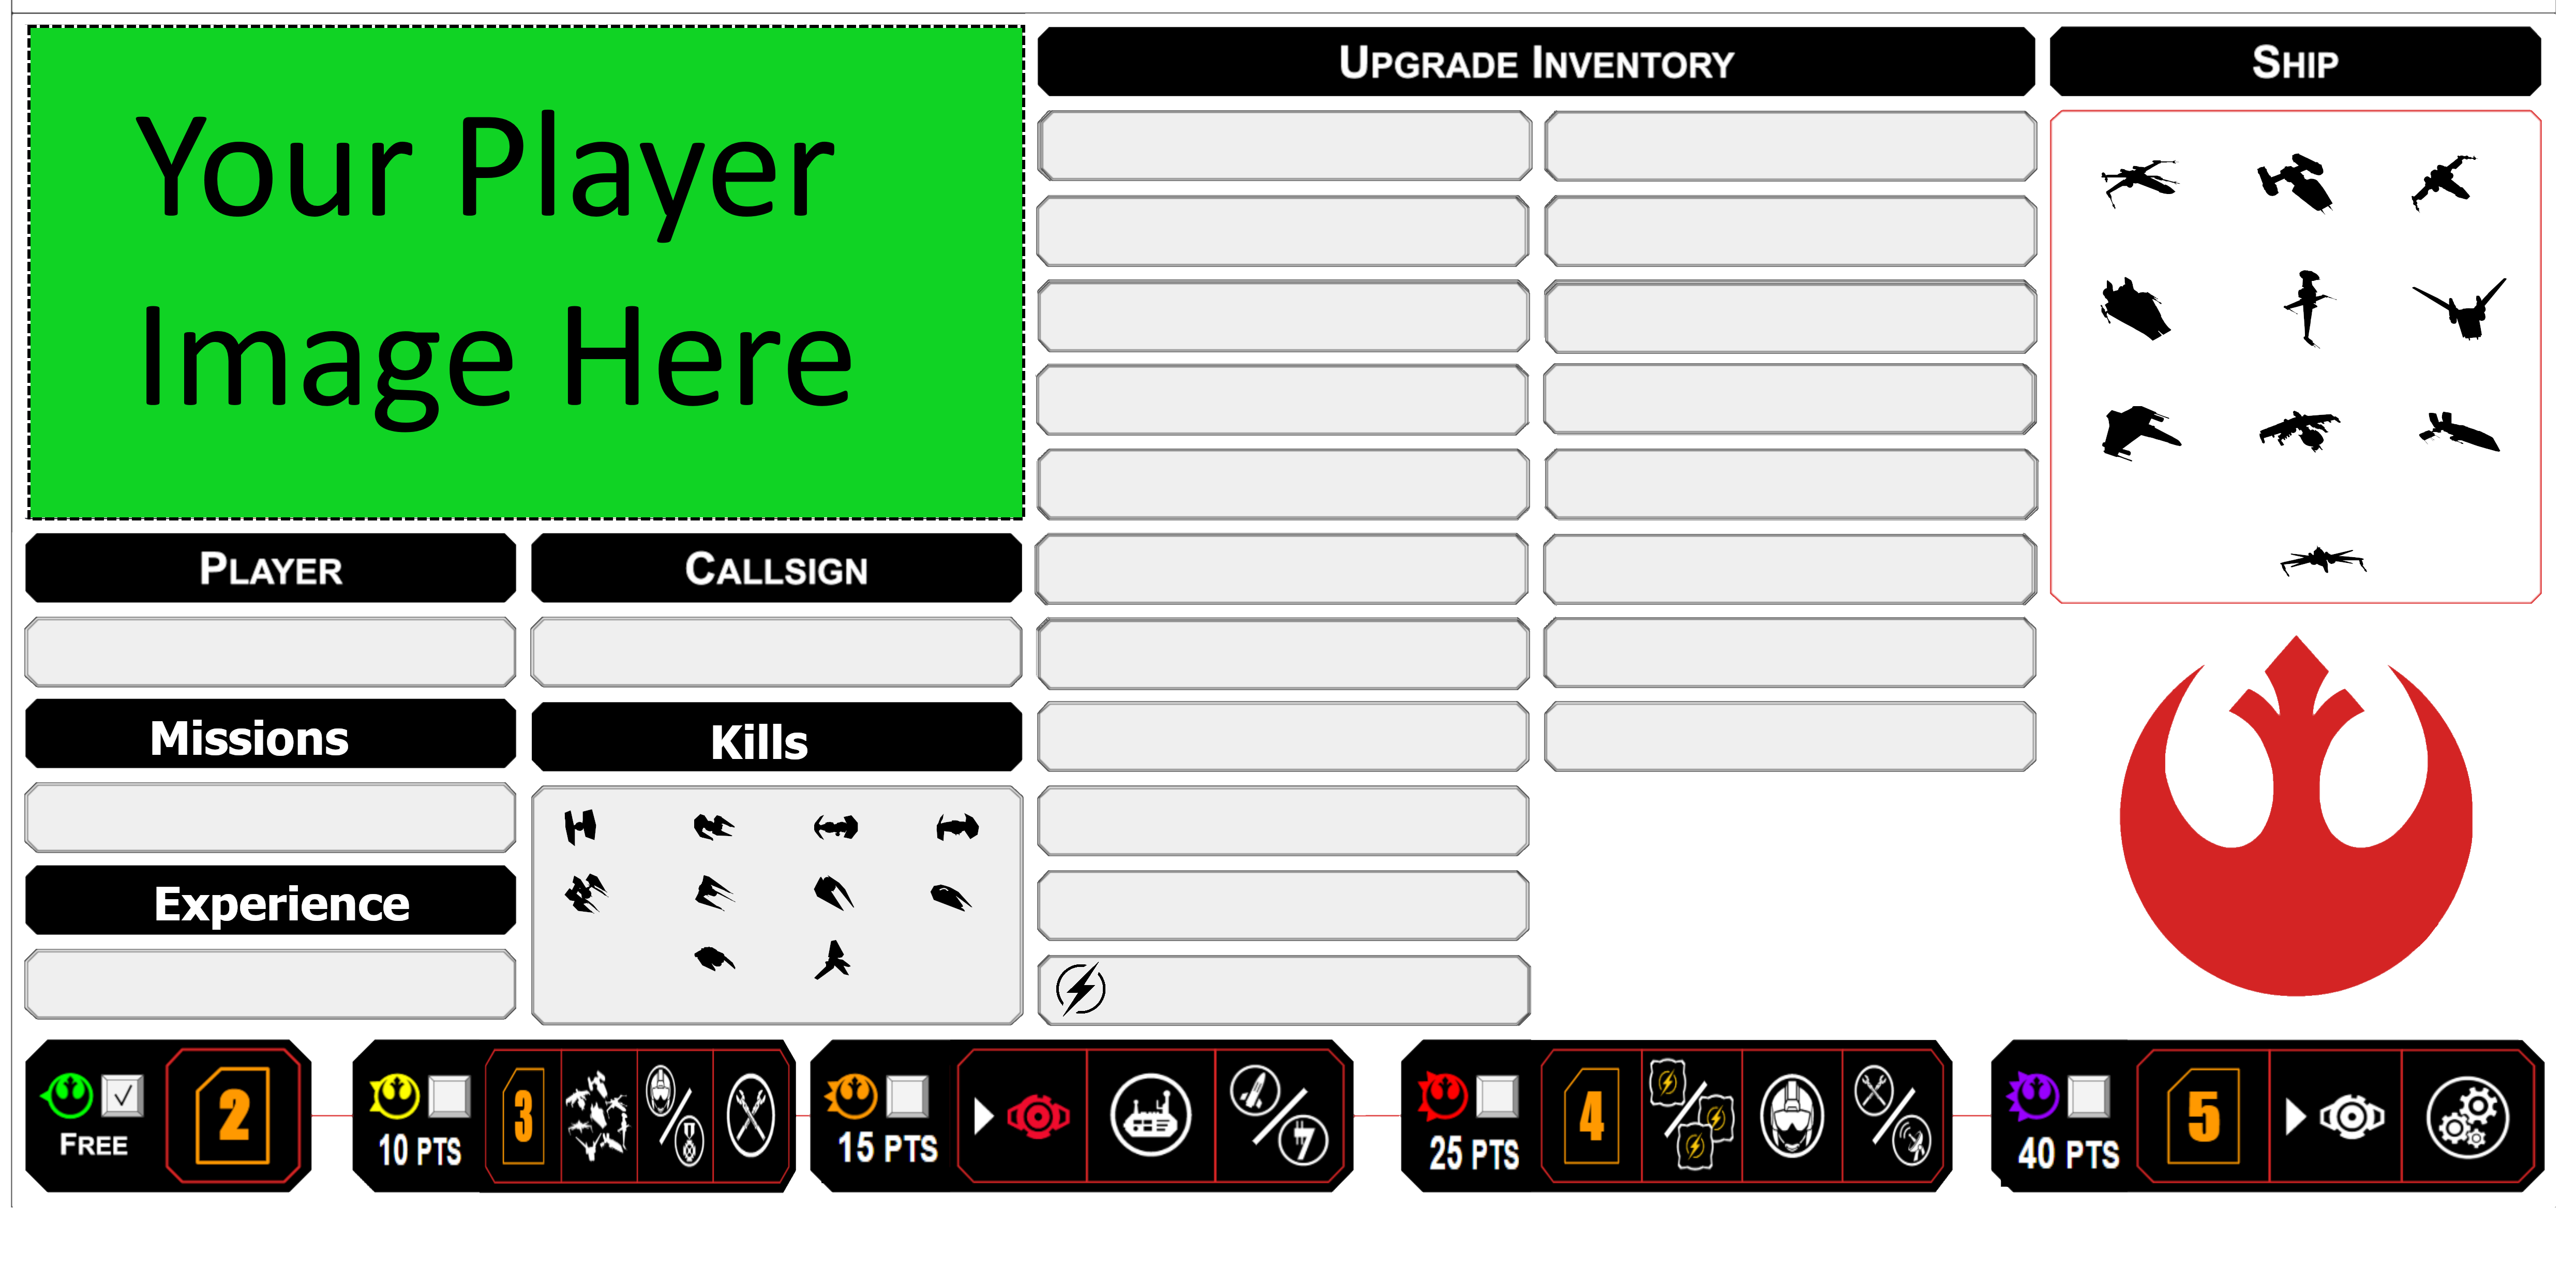 Your Player
Image Here
UPGRADE INVENTORY
SHIP
PLAYER
CALLSIGN
Missions
Kills
Experience
FREE
2
10 PTS
3
15 PTS
25 PTS
4
40 PTS
5